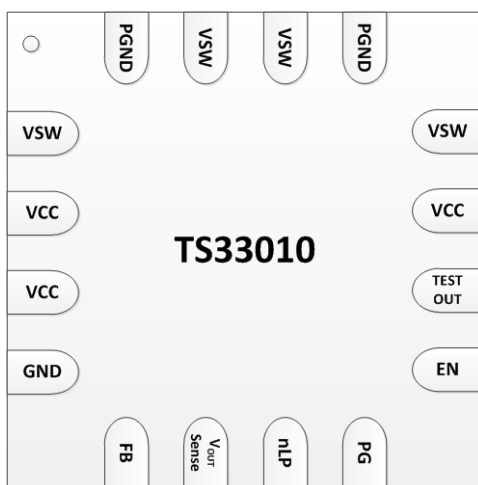 PGND
VSW
VSW
PGND
VSW
VSW
VCC
VCC
TS33010
VCC
TEST
OUT
GND
EN
FB
VOUT
Sense
nLP
PG